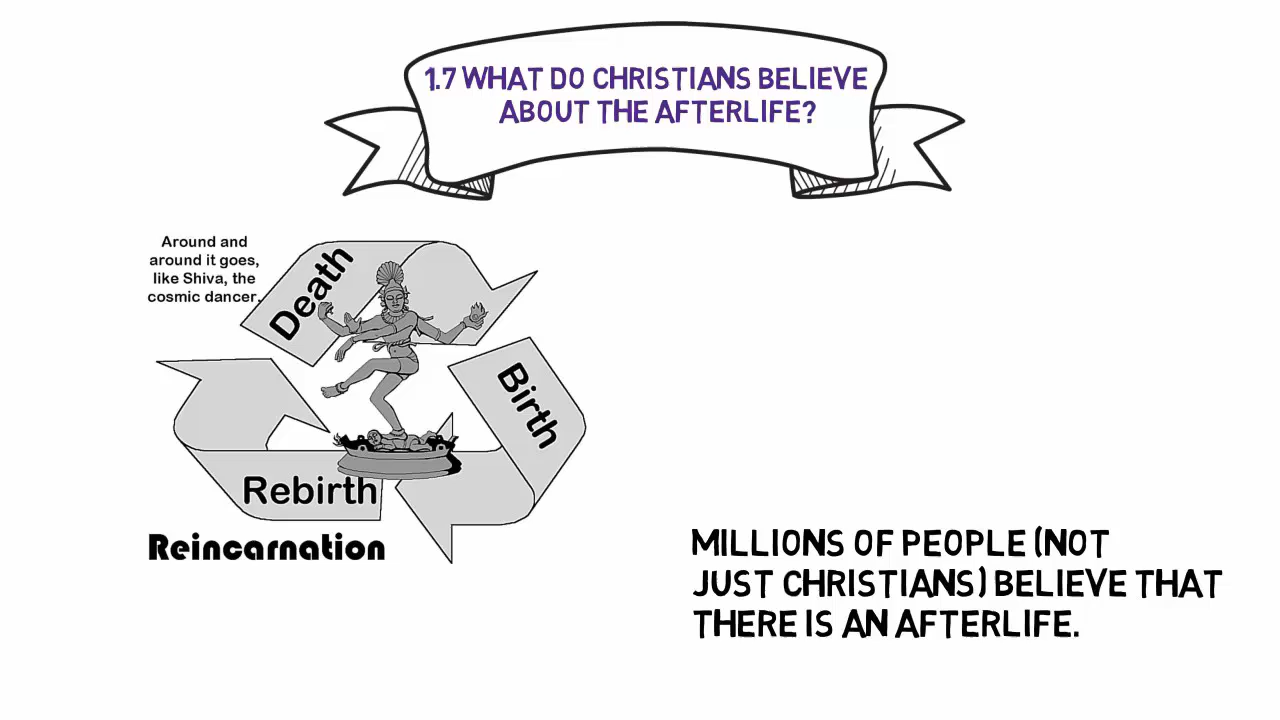 1.7 WHAT DO CHRISTIANS BELIEVE
ABOUT THE AFTERLIFE?
Around and
around it goes,
like Shiva, the
cosmic dancer.
Death
Birth
Rebirth
Reincarnation
MILLIONS OF PEOPLE (NOT
JUST CHRISTIANS) BELIEVE THAT
THERE IS AN AFTERLIFE.